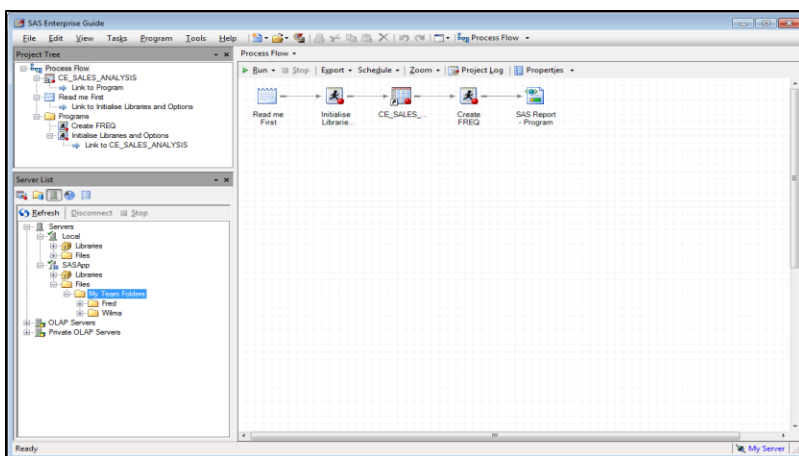 SAS Enterprise Guide
File Edit View Tasks Program Tools Help Process Flow
Project Tree
Process Flow
CE_SALES_ANALYSIS
Link to Program
Read me First
Link to Initialise Libraries and Options
Programs
Create FREQ
Initialise Libraries and Options
Link to CE_SALES_ANALYSIS
Server List
Refresh Disconnect Stop
Servers
Local
Libraries
Files
SASApp
Libraries
Files
My Team Folders
Fred
Wilma
OLAP Servers
Private OLAP Servers
Process Flow
Run Stop Export Schedule Zoom Project Log Properties
Read me First
Initialise Librarie...
CE_SALES_...
Create FREQ
SAS Report - Program
Ready
My Server